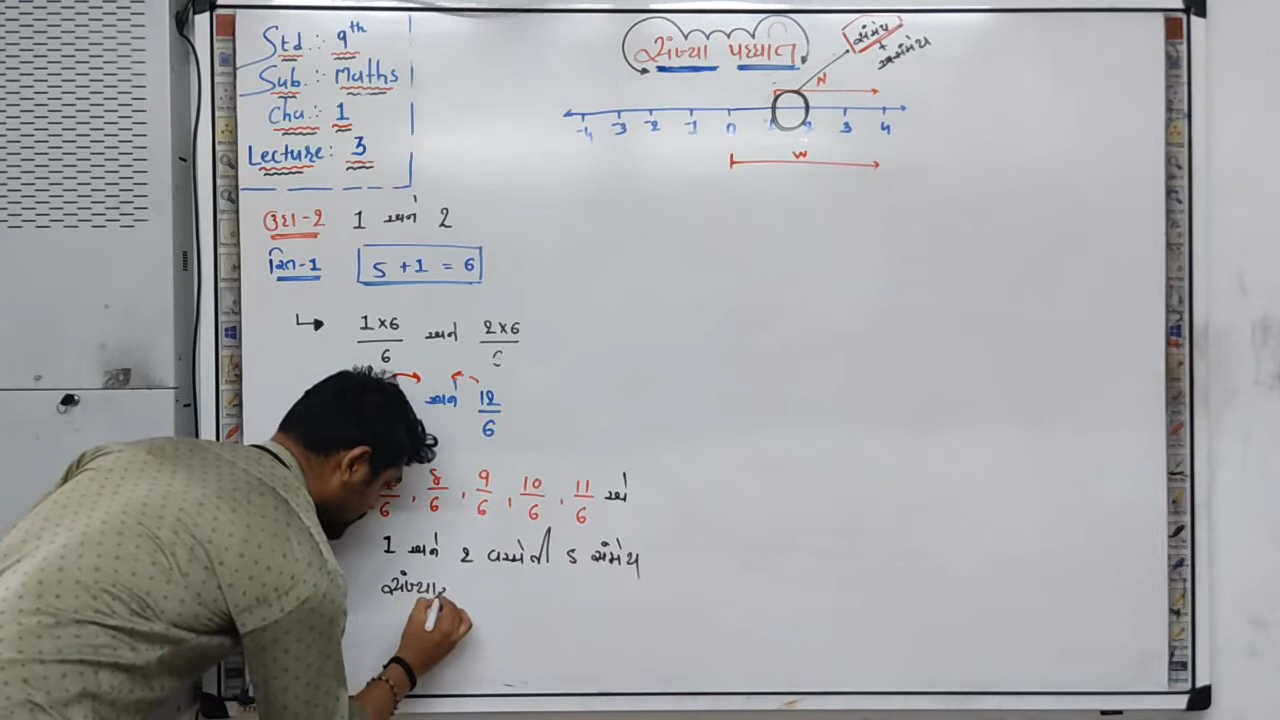 Std :- 9th
Sub. :- Maths
Cha. :- 1
Lecture : 3
સંખ્યા પધ્ધતિ
સંમેય
+
અસંમેય
N
-4 -3 -2 -1 0 2 3 4
W
ઉદા-2 1 અને 2
રીત-1 5 + 1 = 6
1×6/6 અને 2×6/6
અને 12/6
/6 , 8/6 , 9/6 , 10/6 , 11/6 એ
1 અને 2 વચ્ચેની 5 સંમેય
સંખ્યા